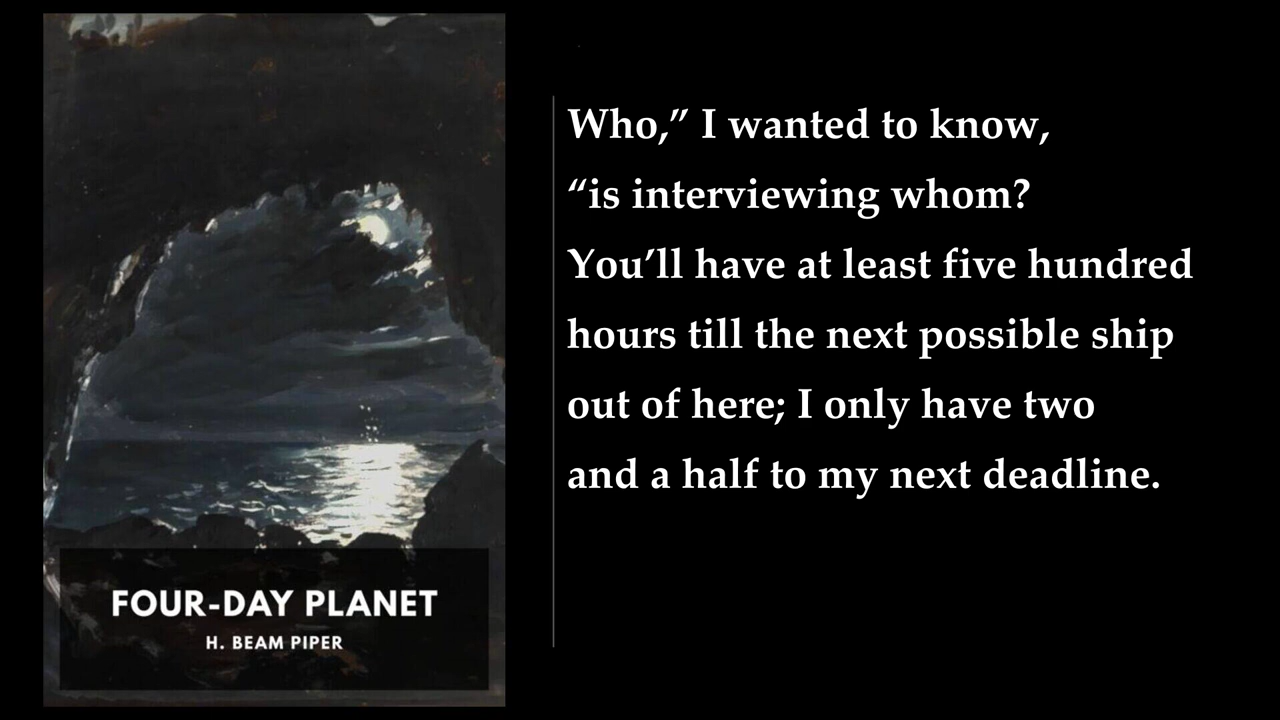 Who,” I wanted to know,
“is interviewing whom?
You’ll have at least five hundred
hours till the next possible ship
out of here; I only have two
and a half to my next deadline.
FOUR-DAY PLANET
H. BEAM PIPER